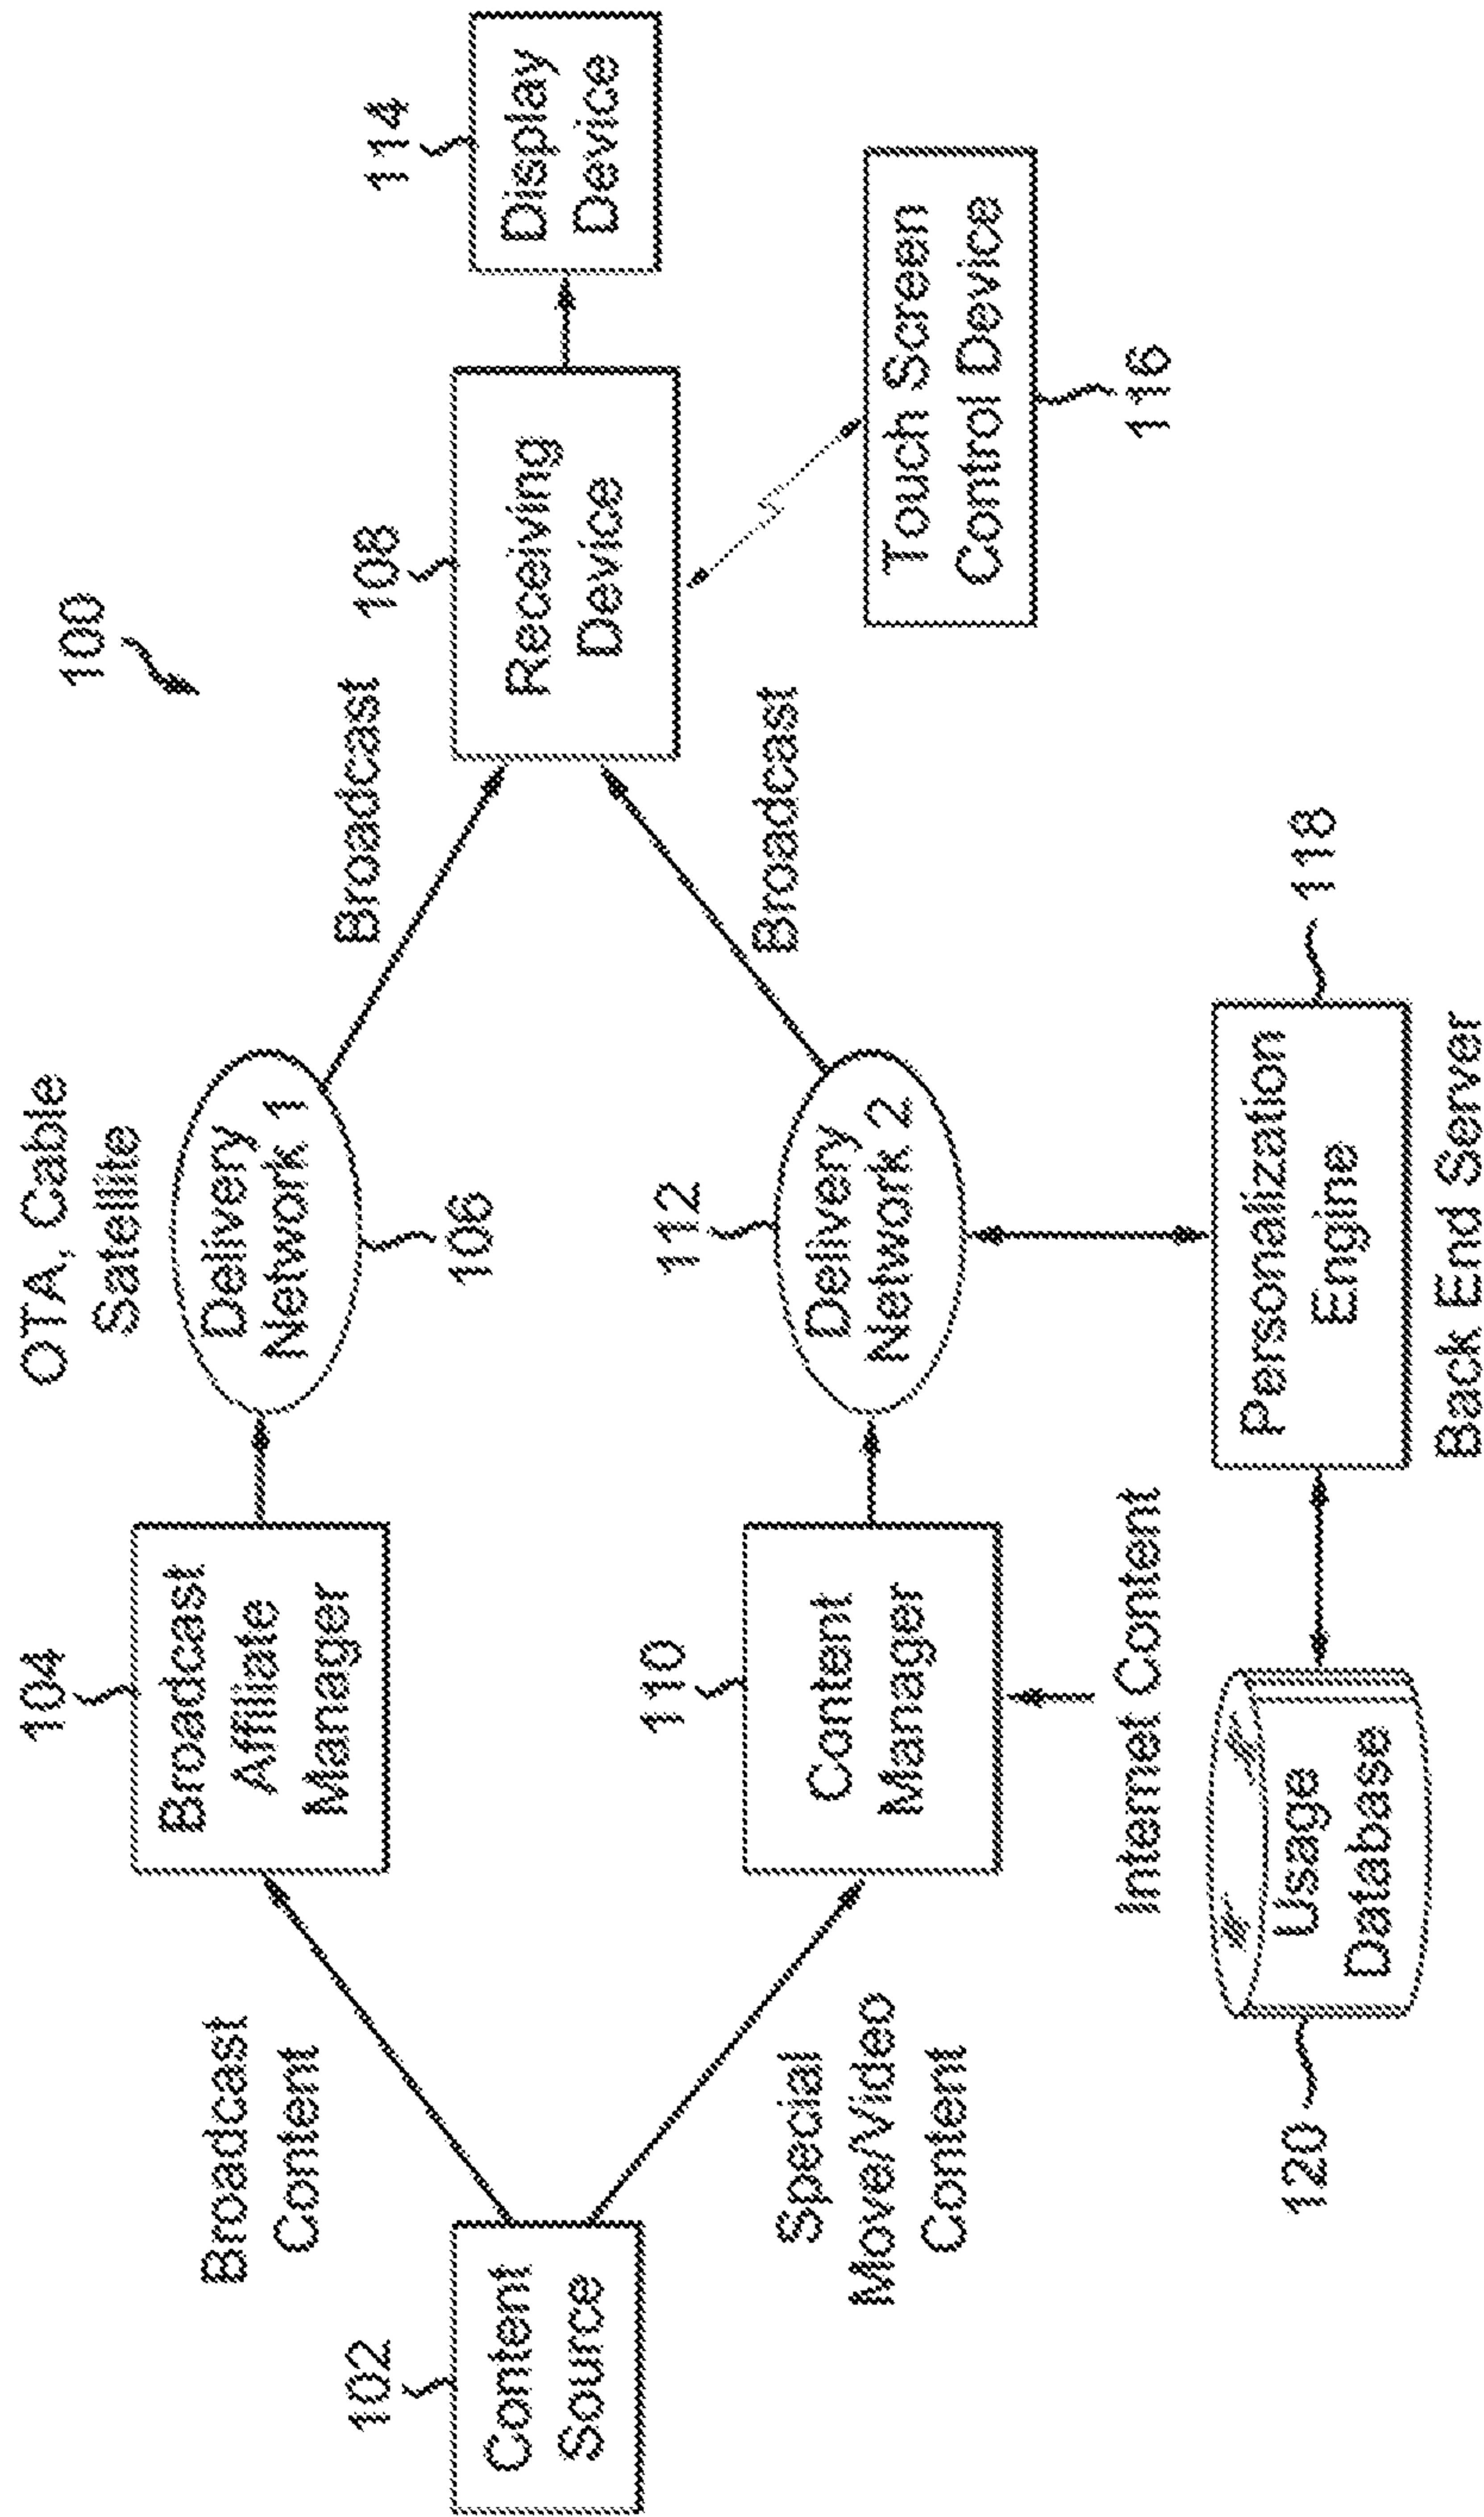 100
OTA, Cable
Satellite
104
Broadcast
Affiliate
Manager
Delivery
Network 1
106
Broadcast
Content
Broadcast
102
Content
Source
108
Receiving
Device
114
Display
Device
Special
Move/Video
Content
110
Content
Manager
112
Delivery
Network 2
Broadcast
Touch Screen
Control Device
116
Internet Content
120
Usage
Database
Personalization
Engine
118
Back End Server